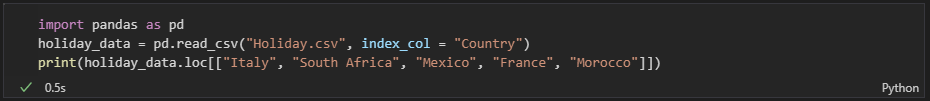 import pandas as pd
holiday_data = pd.read_csv("Holiday.csv", index_col = "Country")
print(holiday_data.loc[["Italy", "South Africa", "Mexico", "France", "Morocco"]])
0.5s
Python